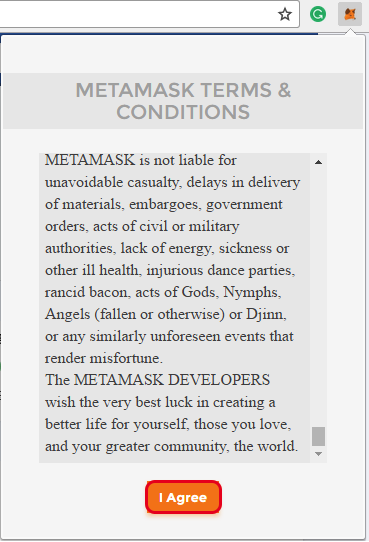 METAMASK TERMS &
CONDITIONS
METAMASK is not liable for
unavoidable casualty, delays in delivery
of materials, embargoes, government
orders, acts of civil or military
authorities, lack of energy, sickness or
other ill health, injurious dance parties,
rancid bacon, acts of Gods, Nymphs,
Angels (fallen or otherwise) or Djinn,
or any similarly unforeseen events that
render misfortune.
The METAMASK DEVELOPERS
wish the very best luck in creating a
better life for yourself, those you love,
and your greater community, the world.
I Agree